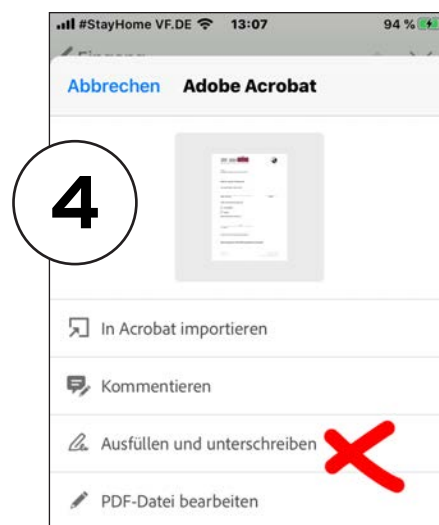 #StayHome VF.DE 13:07 94 %
Eingang
Abbrechen Adobe Acrobat
4
In Acrobat importieren
Kommentieren
Ausfüllen und unterschreiben
PDF-Datei bearbeiten